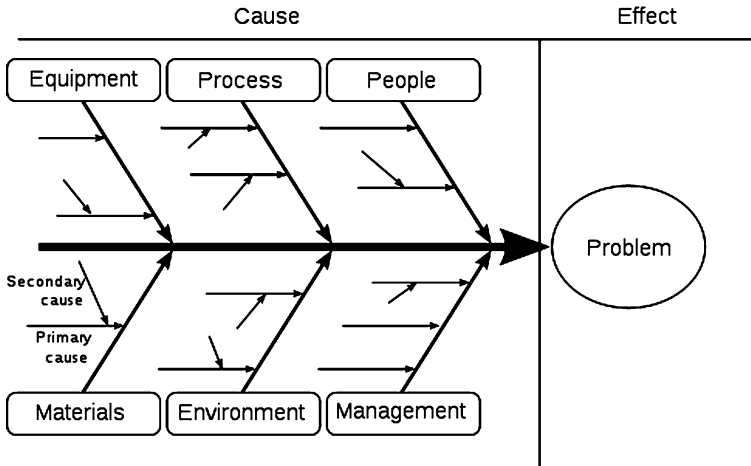 Cause
Effect
Equipment
Process
People
Problem
Secondary
cause
Primary
cause
Materials
Environment
Management